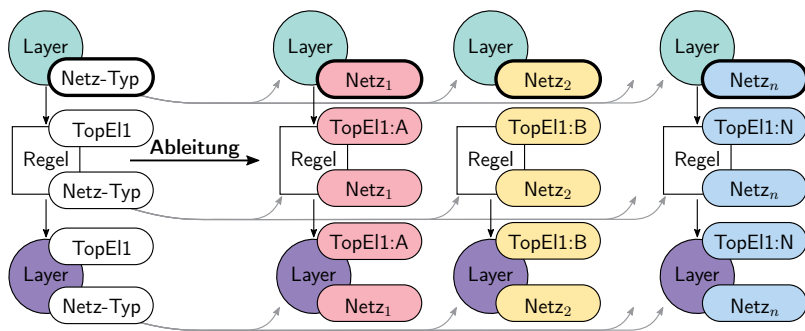 Layer Layer Layer Layer
Netz-Typ Netz₁ Netz₂ Netzₙ
TopEl1 TopEl1:A TopEl1:B TopEl1:N
Regel Ableitung Regel Regel Regel
Netz-Typ Netz₁ Netz₂ Netzₙ
TopEl1 TopEl1:A TopEl1:B TopEl1:N
Layer Layer Layer Layer
Netz-Typ Netz₁ Netz₂ Netzₙ